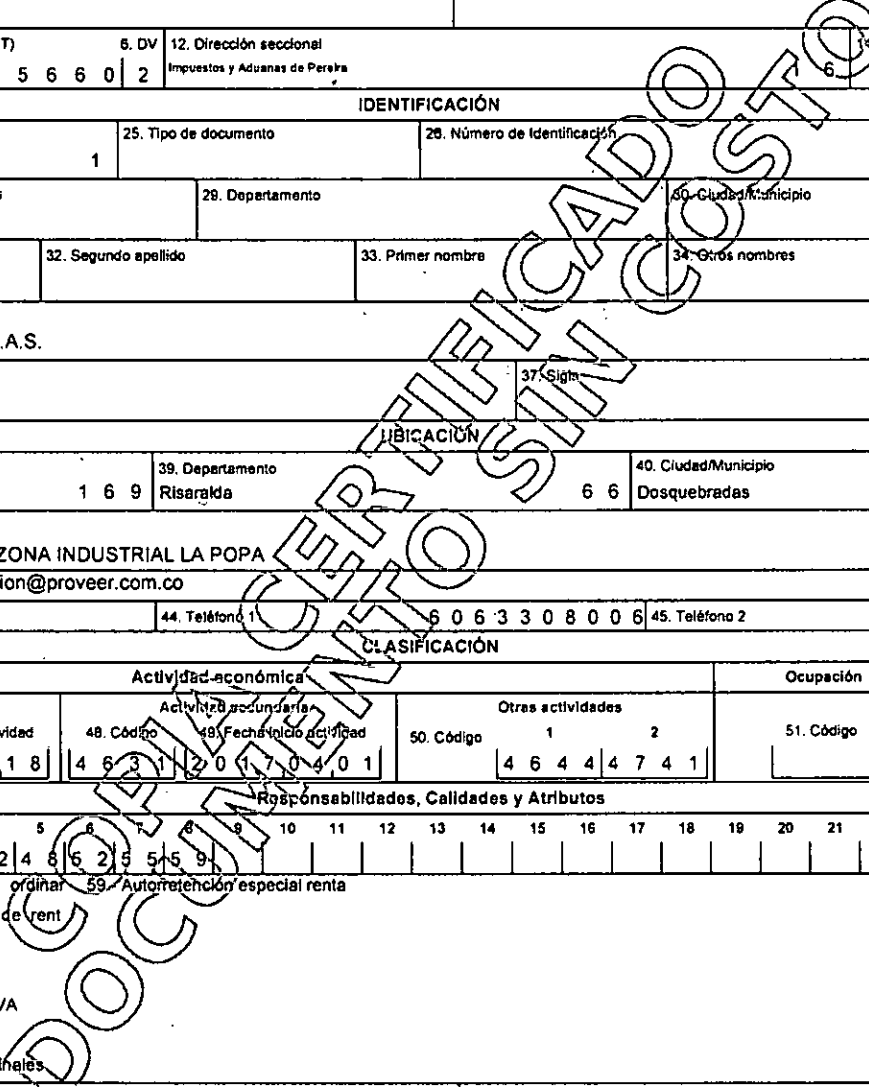 T) 6. DV 12. Dirección seccional
5 6 6 0 2 Impuestos y Aduanas de Pereira 1 6
IDENTIFICACIÓN
25. Tipo de documento 26. Número de Identificación
1
29. Departamento 30. Ciudad/Municipio
32. Segundo apellido 33. Primer nombre 34. Otros nombres
.A.S.
37. Sigla
UBICACIÓN
39. Departamento 40. Ciudad/Municipio
1 6 9 Risaralda 6 6 Dosquebradas
ZONA INDUSTRIAL LA POPA
ion@proveer.com.co
44. Teléfono 1 6 0 6 3 3 0 8 0 0 6 45. Teléfono 2
CLASIFICACIÓN
Actividad económica Ocupación
Actividad secundaria Otras actividades
vidad 48. Código 49. Fecha inicio actividad 50. Código 1 2 51. Código
1 8 4 6 3 1 2 0 1 7 0 4 0 1 4 6 4 4 4 7 4 1
Responsabilidades, Calidades y Atributos
5 6 7 8 9 10 11 12 13 14 15 16 17 18 19 20 21
2 4 8 5 2 5 5 5 9
ordinar 59- Autorretención especial renta
de rent
VA
COPIA CERTIFICADO
DOCUMENTO SIN COSTO